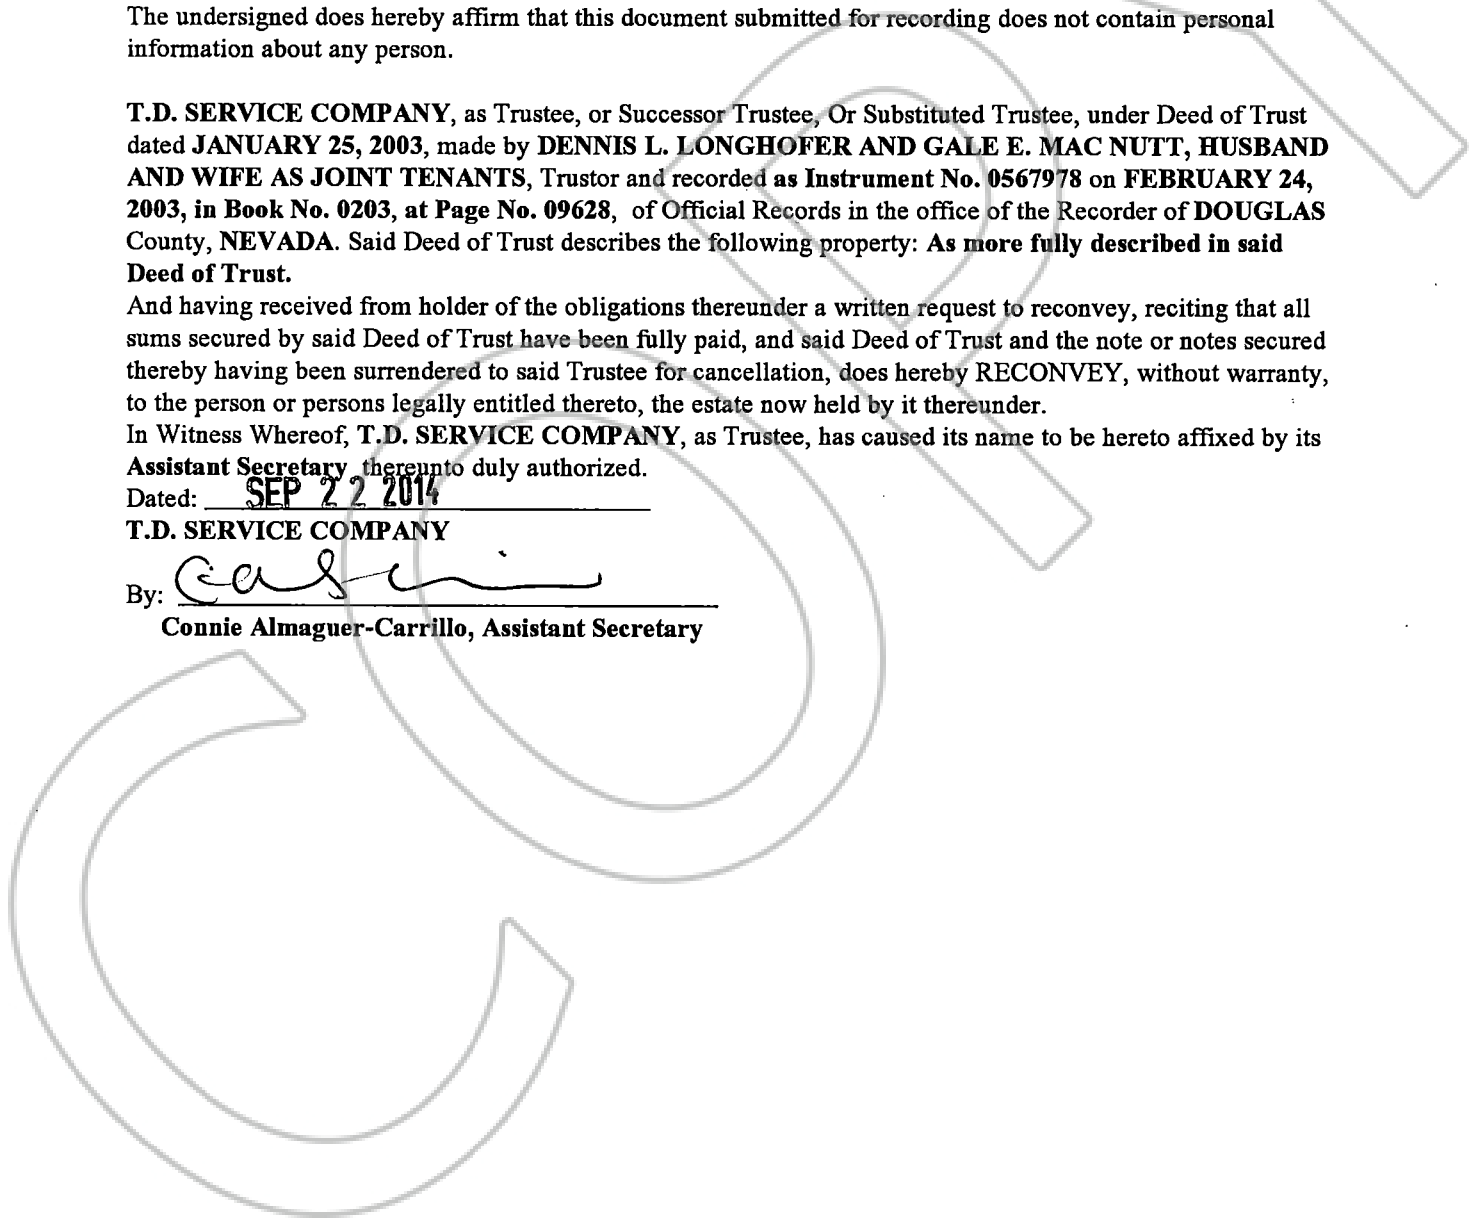 The undersigned does hereby affirm that this document submitted for recording does not contain personal
information about any person.
T.D. SERVICE COMPANY, as Trustee, or Successor Trustee, Or Substituted Trustee, under Deed of Trust
dated JANUARY 25, 2003, made by DENNIS L. LONGHOFER AND GALE E. MAC NUTT, HUSBAND
AND WIFE AS JOINT TENANTS, Trustor and recorded as Instrument No. 0567978 on FEBRUARY 24,
2003, in Book No. 0203, at Page No. 09628, of Official Records in the office of the Recorder of DOUGLAS
County, NEVADA. Said Deed of Trust describes the following property: As more fully described in said
Deed of Trust.
And having received from holder of the obligations thereunder a written request to reconvey, reciting that all
sums secured by said Deed of Trust have been fully paid, and said Deed of Trust and the note or notes secured
thereby having been surrendered to said Trustee for cancellation, does hereby RECONVEY, without warranty,
to the person or persons legally entitled thereto, the estate now held by it thereunder.
In Witness Whereof, T.D. SERVICE COMPANY, as Trustee, has caused its name to be hereto affixed by its
Assistant Secretary thereunto duly authorized.
Dated: SEP 22 2014
T.D. SERVICE COMPANY
By:
Connie Almaguer-Carrillo, Assistant Secretary
COPY